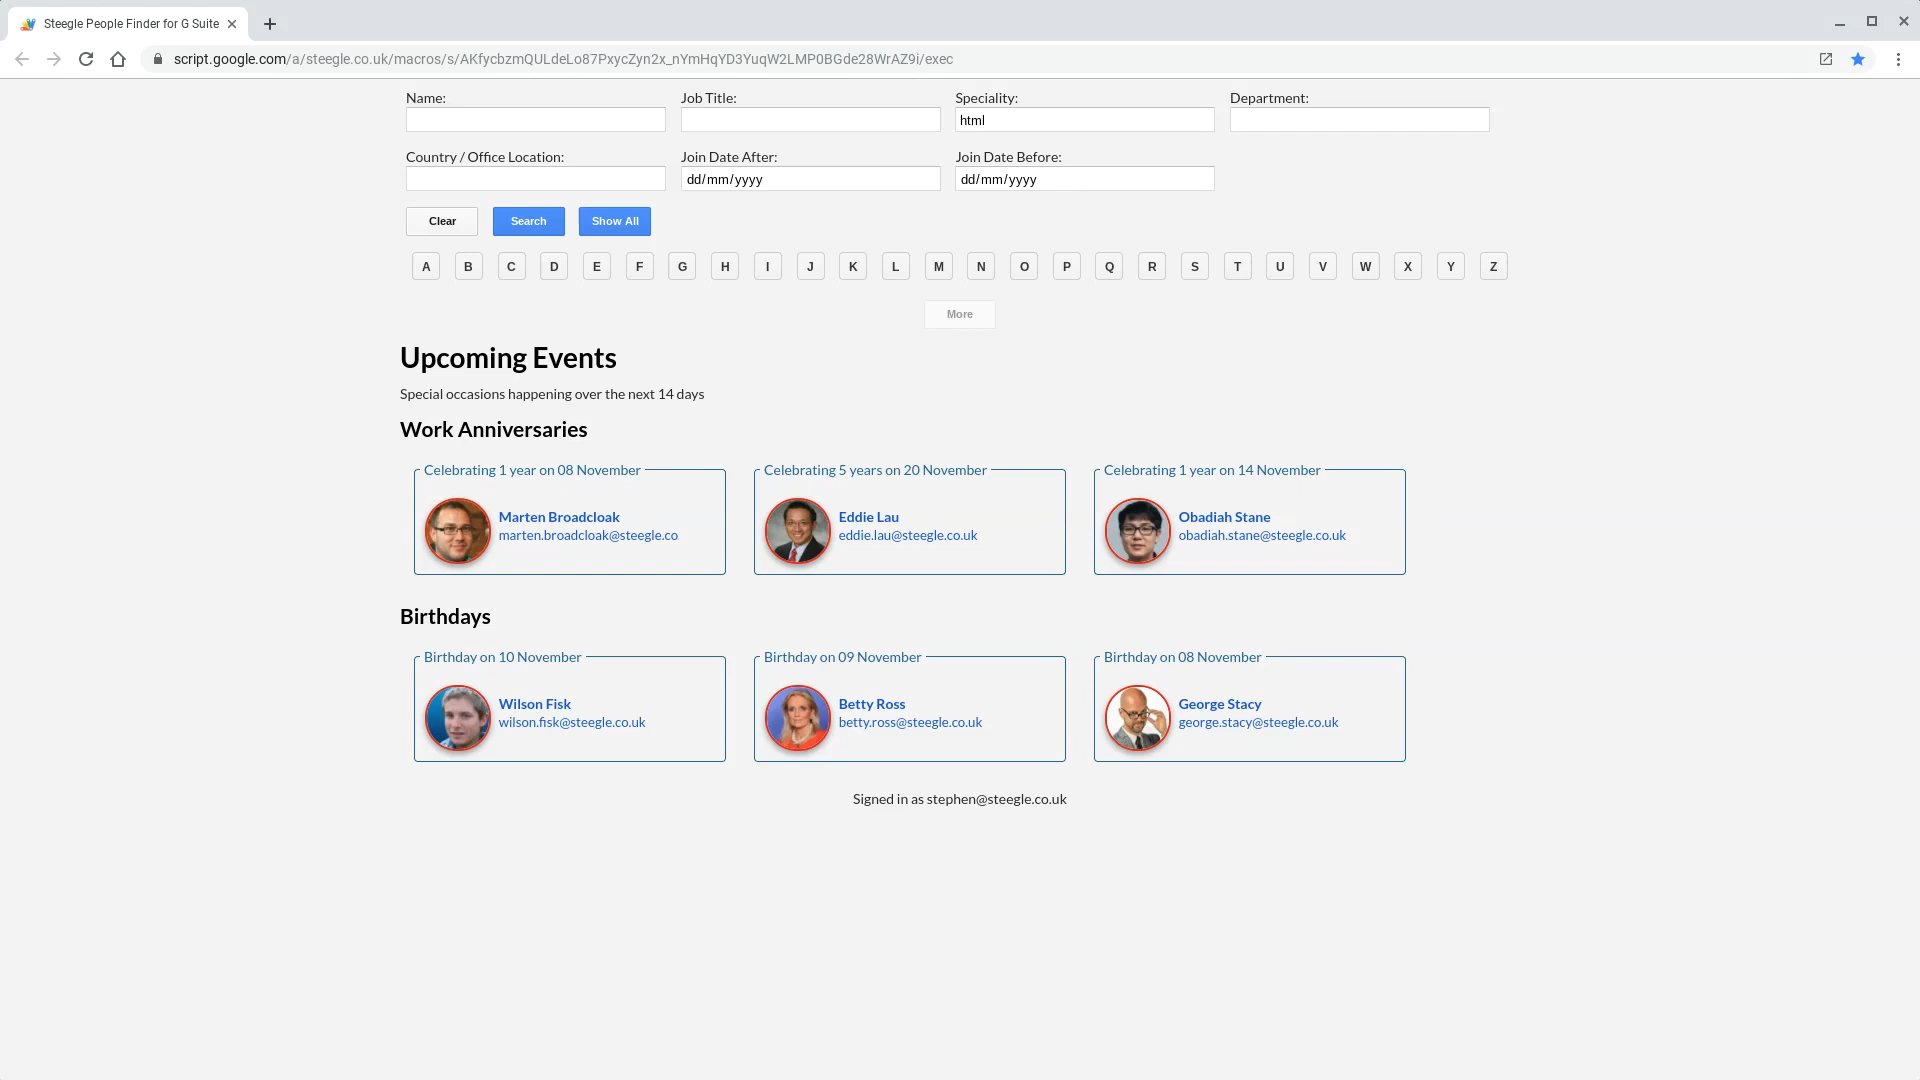 Steegle People Finder for G Suite
script.google.com/a/steegle.co.uk/macros/s/AKfycbzmQULdeLo87PxycZyn2x_nYmHqYD3YuqW2LMP0BGde28WrAZ9i/exec
Name: Job Title: Speciality: Department:
html
Country / Office Location: Join Date After: Join Date Before:
dd/mm/yyyy dd/mm/yyyy
Clear Search Show All
A B C D E F G H I J K L M N O P Q R S T U V W X Y Z
More
Upcoming Events
Special occasions happening over the next 14 days
Work Anniversaries
Celebrating 1 year on 08 November
Marten Broadcloak
marten.broadcloak@steegle.co
Celebrating 5 years on 20 November
Eddie Lau
eddie.lau@steegle.co.uk
Celebrating 1 year on 14 November
Obadiah Stane
obadiah.stane@steegle.co.uk
Birthdays
Birthday on 10 November
Wilson Fisk
wilson.fisk@steegle.co.uk
Birthday on 09 November
Betty Ross
betty.ross@steegle.co.uk
Birthday on 08 November
George Stacy
george.stacy@steegle.co.uk
Signed in as stephen@steegle.co.uk